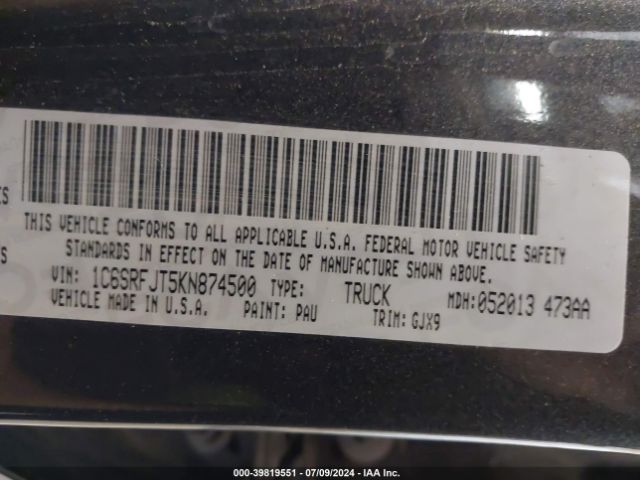 ES
THIS VEHICLE CONFORMS TO ALL APPLICABLE U.S.A. FEDERAL MOTOR VEHICLE SAFETY
STANDARDS IN EFFECT ON THE DATE OF MANUFACTURE SHOWN ABOVE.
S
VIN: 1C6SRFJT5KN874500 TYPE: TRUCK MDH:052013 473AA
VEHICLE MADE IN U.S.A. PAINT: PAU TRIM:GJX9
000-39819551 | 07/09/2024 | IAA Inc.